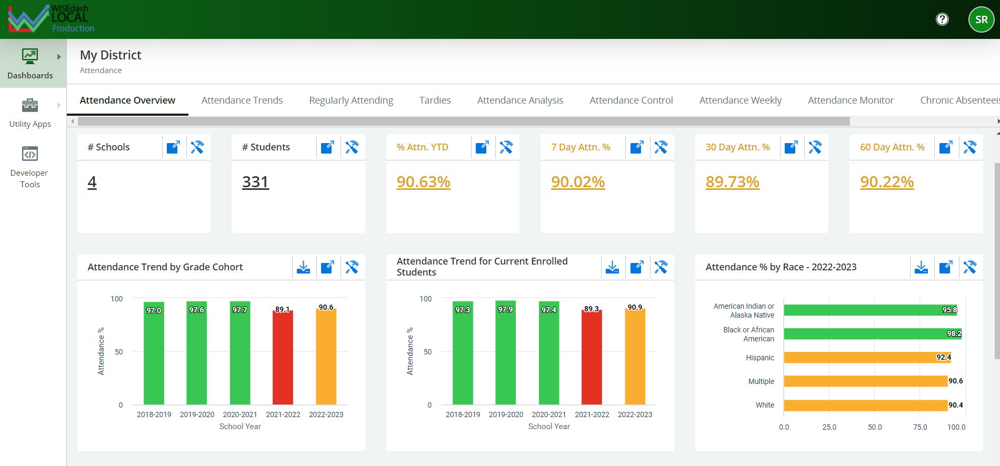 WISEdash
LOCAL
Production
?
SR
Dashboards
Utility Apps
Developer
Tools
My District
Attendance
Attendance Overview
Attendance Trends
Regularly Attending
Tardies
Attendance Analysis
Attendance Control
Attendance Weekly
Attendance Monitor
Chronic Absenteeis
# Schools
4
# Students
331
% Attn. YTD
90.63%
7 Day Attn. %
90.02%
30 Day Attn. %
89.73%
60 Day Attn. %
90.22%
Attendance Trend by Grade Cohort
100
50
0
Attendance %
97.0
97.6
97.7
89.1
90.6
2018-2019
2019-2020
2020-2021
2021-2022
2022-2023
School Year
Attendance Trend for Current Enrolled
Students
100
50
0
Attendance %
97.3
97.9
97.4
89.3
90.9
2018-2019
2019-2020
2020-2021
2021-2022
2022-2023
School Year
Attendance % by Race - 2022-2023
American Indian or
Alaska Native
95.8
Black or African
American
98.2
Hispanic
92.4
Multiple
90.6
White
90.4
0.0
25.0
50.0
75.0
100.0